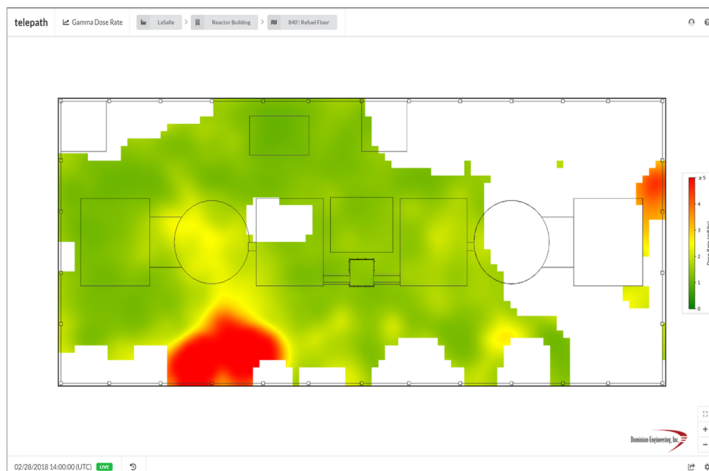 telepath
Gamma Dose Rate
LaSalle > Reactor Building > 840': Refuel Floor
≥ 5
4
3
2
1
0
Dominion Engineering, Inc.
02/28/2018 14:00:00 (UTC) LIVE